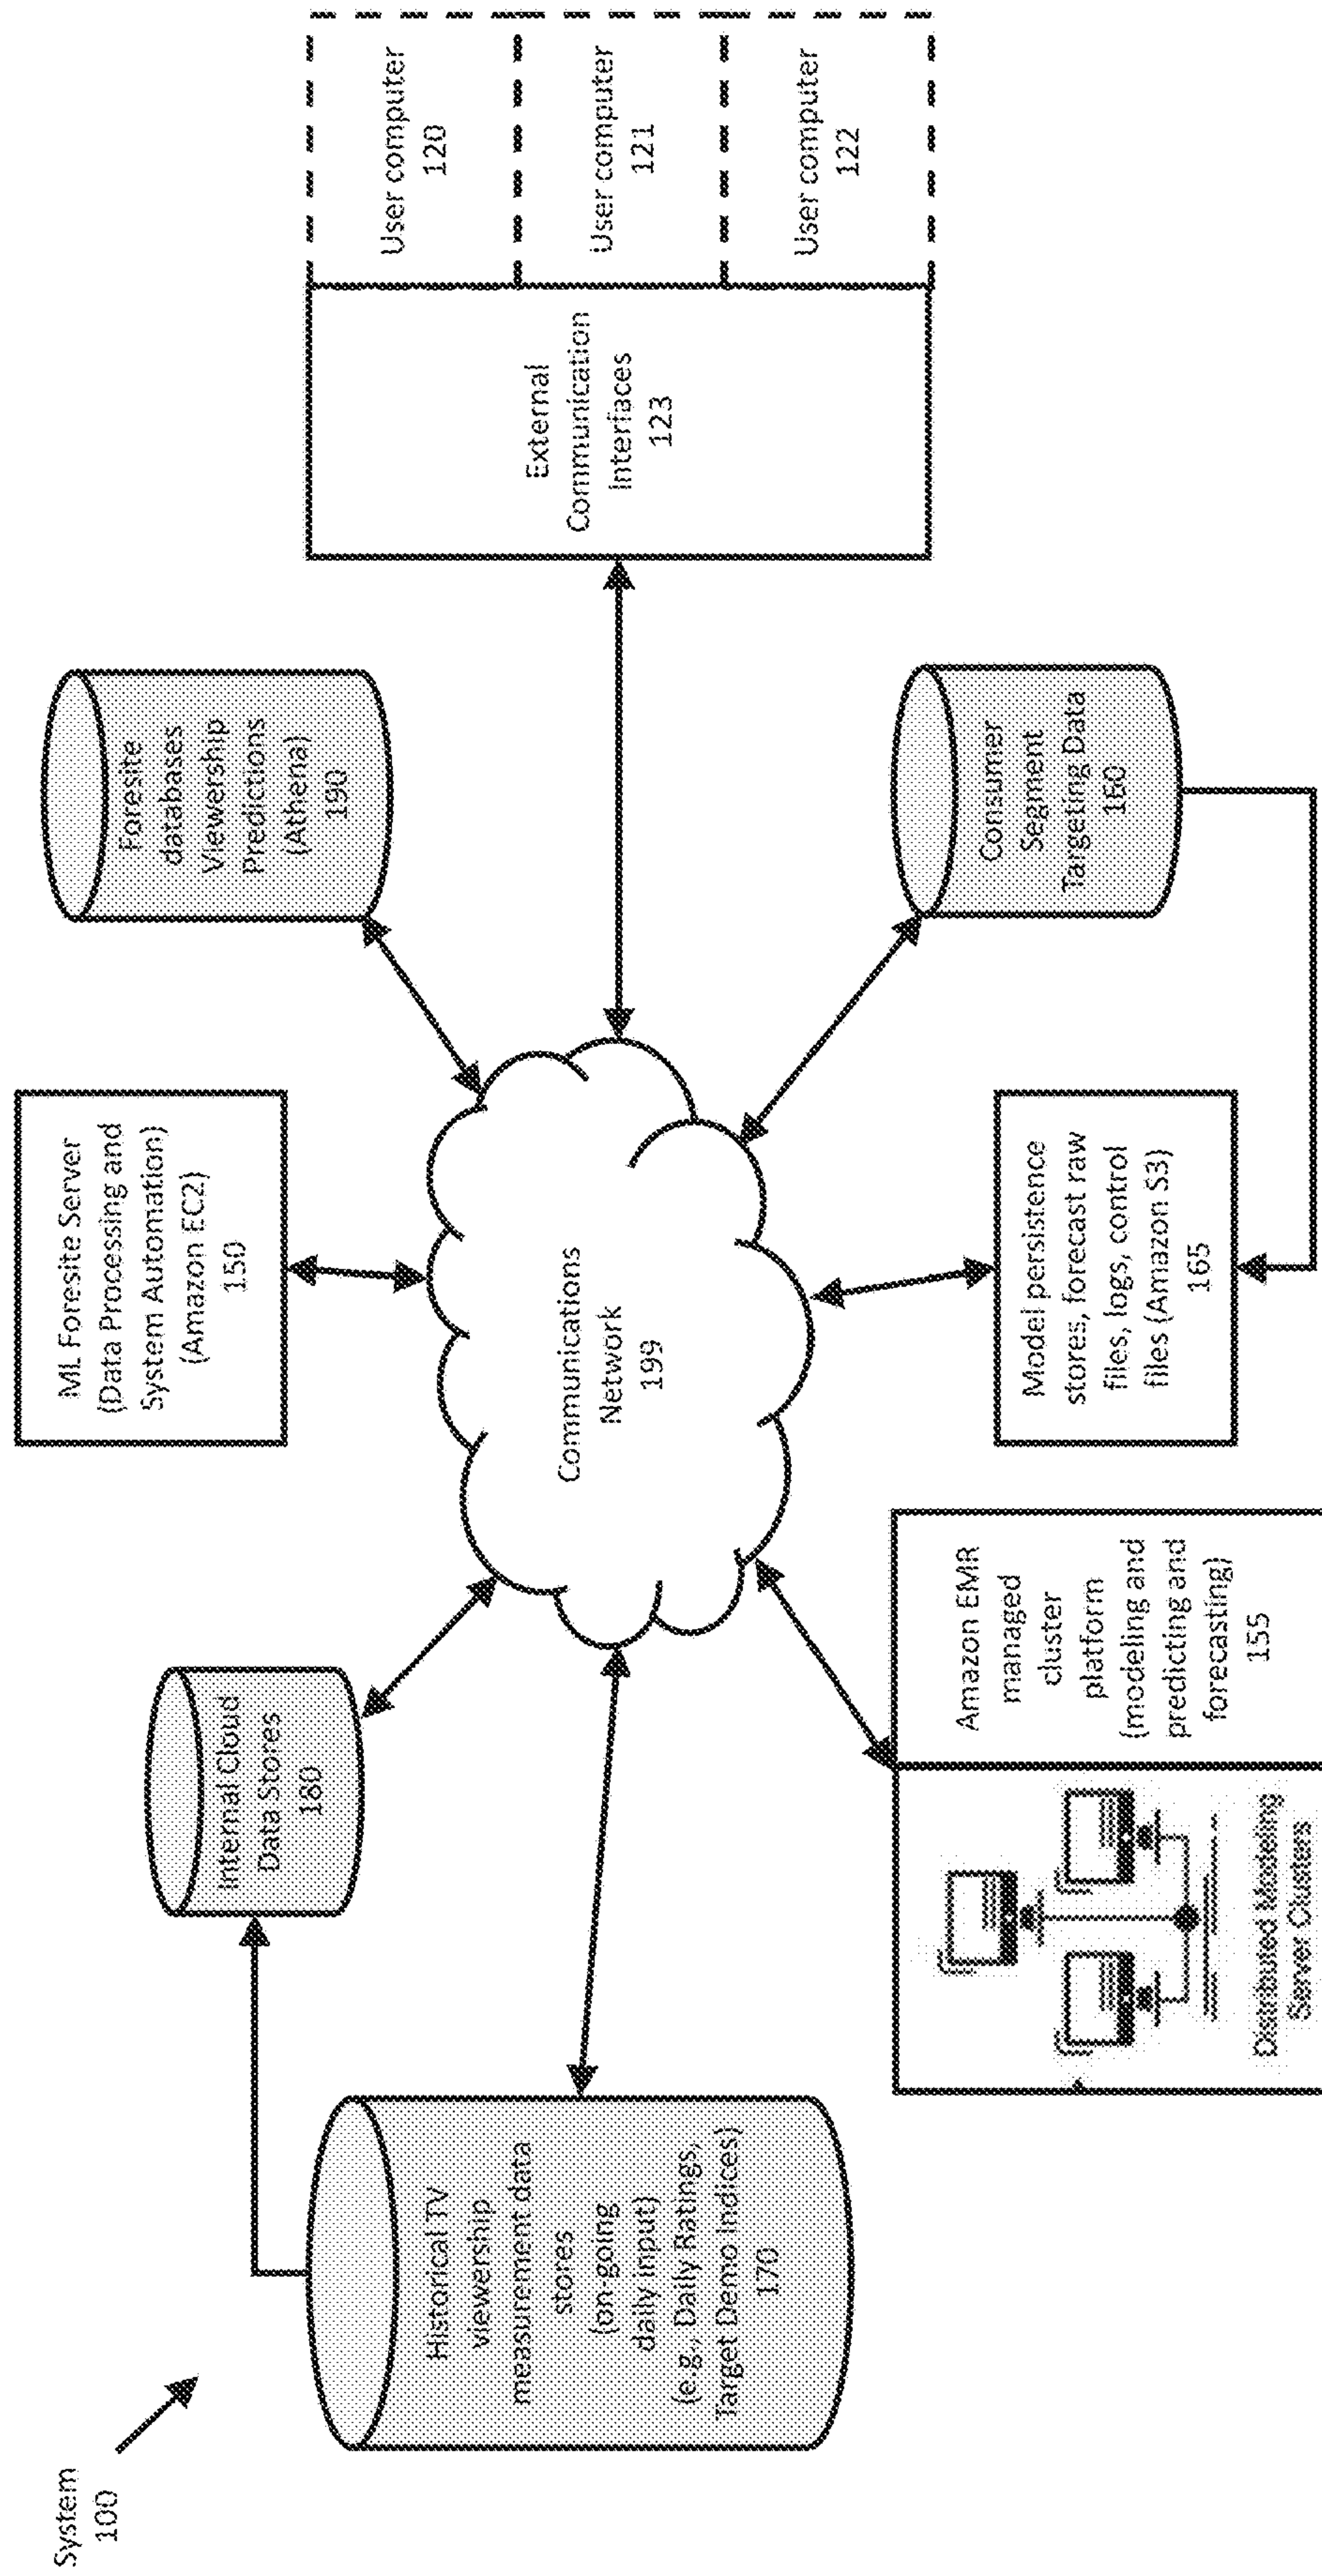 System
100
Historical TV
viewership
measurement data
stores
(on-going
daily input)
(e.g., Daily Ratings,
Target Demo Indices)
170
Internal Cloud
Data Stores
180
ML Foresite Server
(Data Processing and
System Automation)
(Amazon EC2)
150
Foresite
databases
Viewership
Predictions
(Athena)
190
Communications
Network
199
External
Communication
Interfaces
123
User computer
120
User computer
121
User computer
122
Distributed Modeling
Server Clusters
Amazon EMR
managed
cluster
platform
(modeling and
predicting and
forecasting)
155
Model persistence
stores, forecast raw
files, logs, control
files (Amazon S3)
165
Consumer
Segment
Targeting Data
160